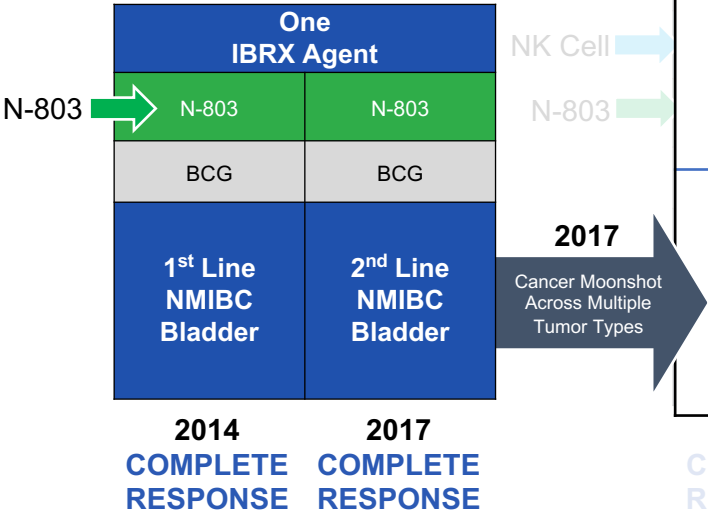 One
IBRX Agent
NK Cell
N-803
N-803
N-803
N-803
BCG
BCG
1st Line
NMIBC
Bladder
2nd Line
NMIBC
Bladder
2017
Cancer Moonshot
Across Multiple
Tumor Types
2014
COMPLETE
RESPONSE
2017
COMPLETE
RESPONSE
C
R